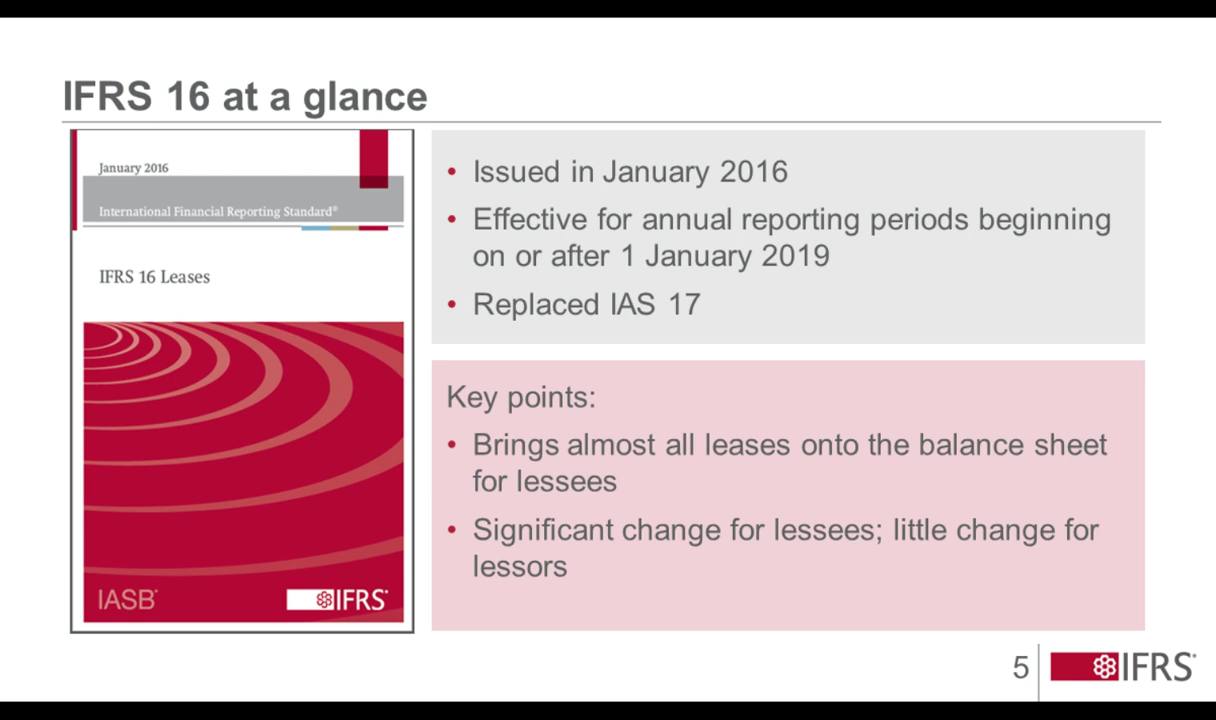 IFRS 16 at a glance
January 2016
International Financial Reporting Standard®
IFRS 16 Leases
IASB®
IFRS®
• Issued in January 2016
• Effective for annual reporting periods beginning
on or after 1 January 2019
• Replaced IAS 17
Key points:
• Brings almost all leases onto the balance sheet
for lessees
• Significant change for lessees; little change for
lessors
5
IFRS®